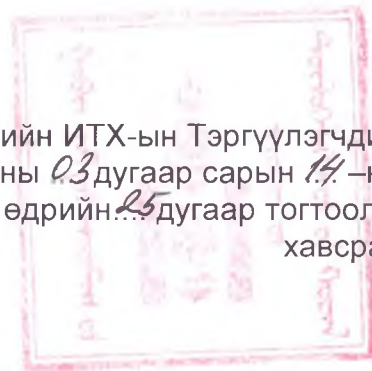 ийн ИТХ-ын Тэргүүлэгчди
ны 03 дугаар сарын 14 –н
өдрийн 25 дугаар тогтоол
хавсра